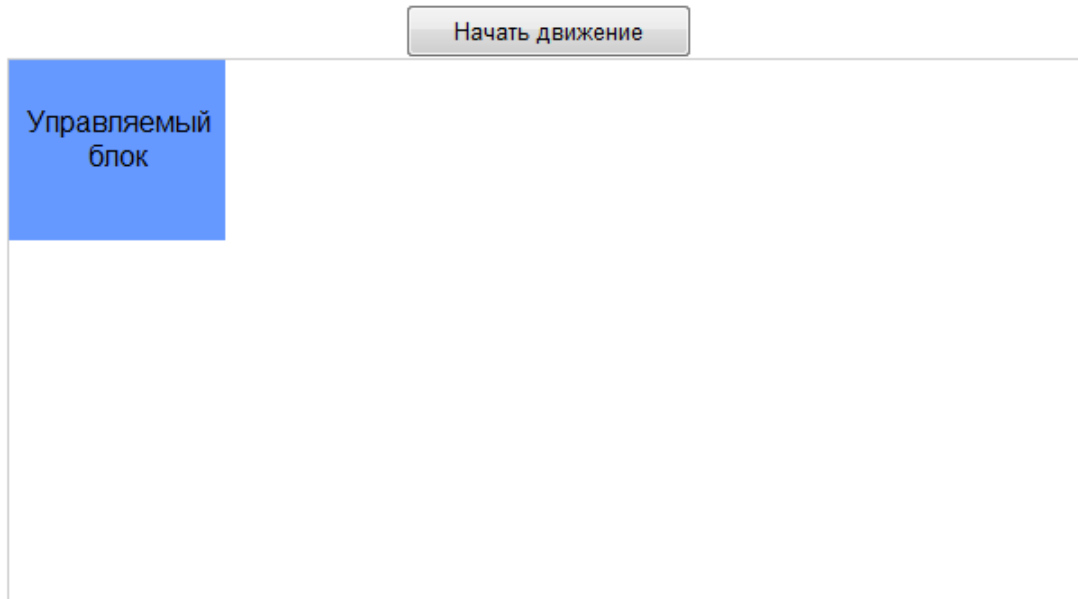 Начать движение
Управляемый
блок